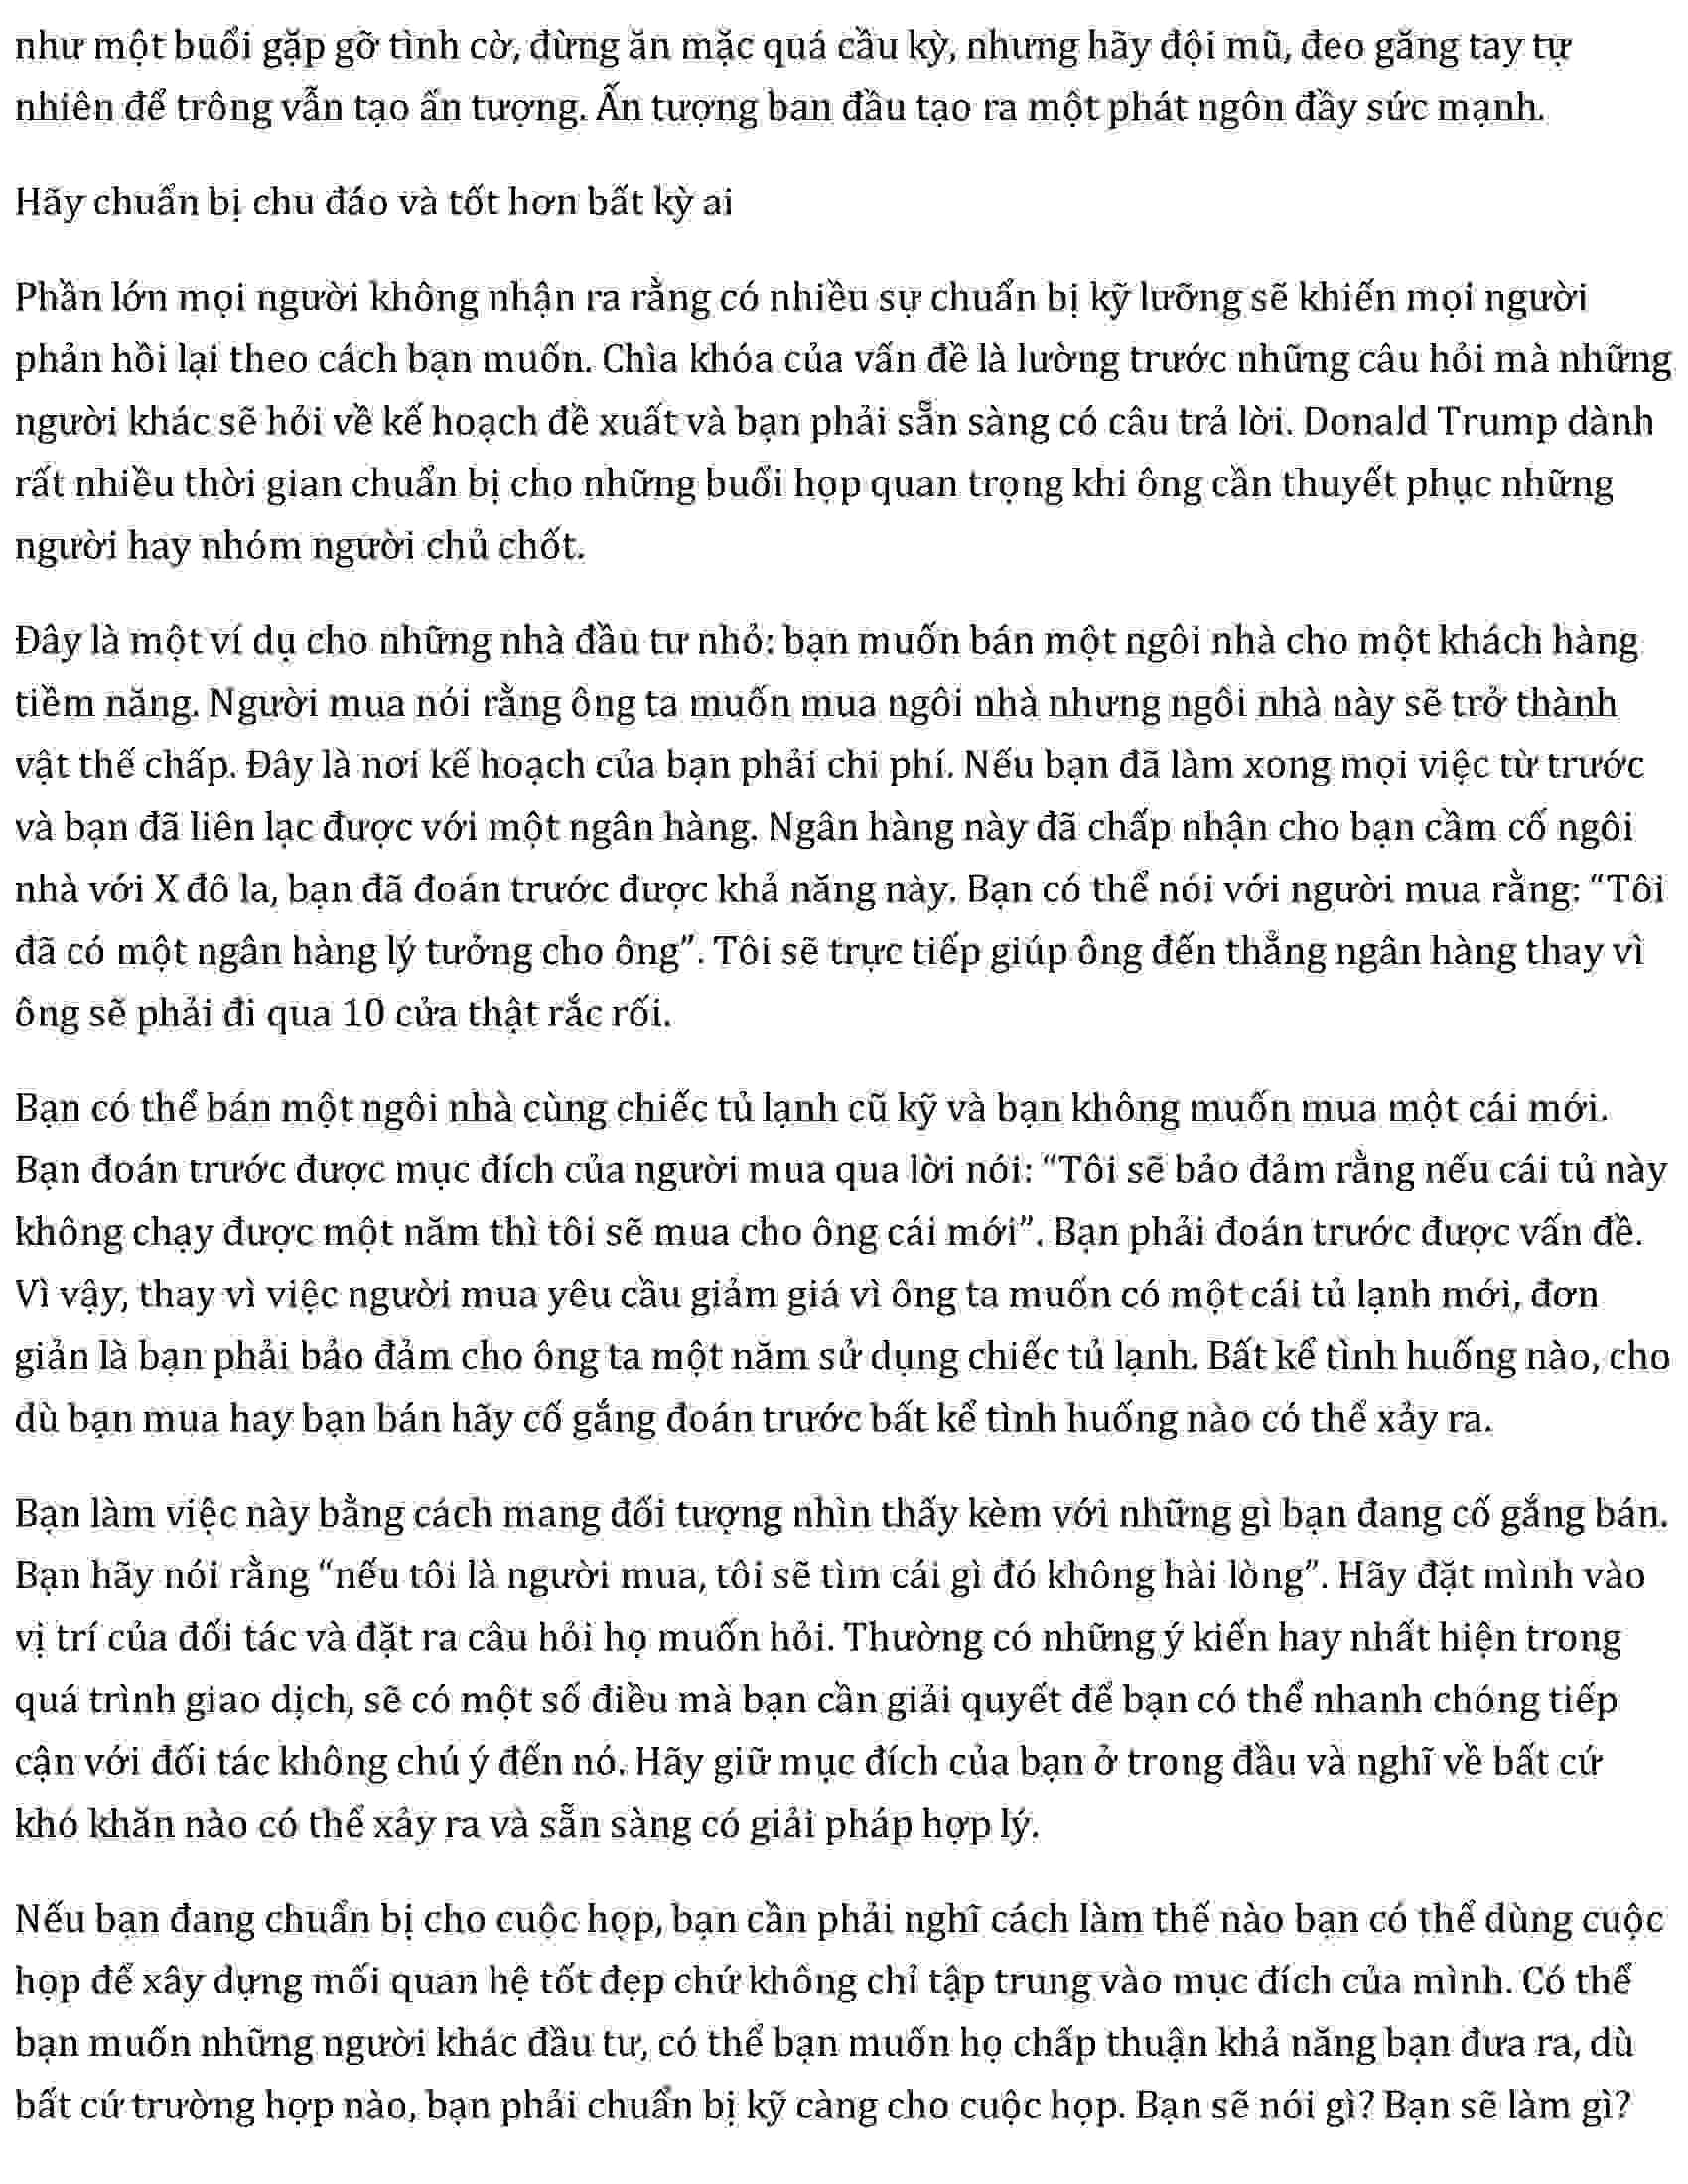 như một buổi gặp gỡ tình cờ, đừng ăn mặc quá cầu kỳ, nhưng hãy đội mũ, đeo găng tay tự
nhiên để trông vẫn tạo ấn tượng. Ấn tượng ban đầu tạo ra một phát ngôn đầy sức mạnh.
Hãy chuẩn bị chu đáo và tốt hơn bất kỳ ai
Phần lớn mọi người không nhận ra rằng có nhiều sự chuẩn bị kỹ lưỡng sẽ khiến mọi người
phản hồi lại theo cách bạn muốn. Chìa khóa của vấn đề là lường trước những câu hỏi mà những
người khác sẽ hỏi về kế hoạch đề xuất và bạn phải sẵn sàng có câu trả lời. Donald Trump dành
rất nhiều thời gian chuẩn bị cho những buổi họp quan trọng khi ông cần thuyết phục những
người hay nhóm người chủ chốt.
Đây là một ví dụ cho những nhà đầu tư nhỏ: bạn muốn bán một ngôi nhà cho một khách hàng
tiềm năng. Người mua nói rằng ông ta muốn mua ngôi nhà nhưng ngôi nhà này sẽ trở thành
vật thế chấp. Đây là nơi kế hoạch của bạn phải chi phí. Nếu bạn đã làm xong mọi việc từ trước
và bạn đã liên lạc được với một ngân hàng. Ngân hàng này đã chấp nhận cho bạn cầm cố ngôi
nhà với X đô la, bạn đã đoán trước được khả năng này. Bạn có thể nói với người mua rằng: “Tôi
đã có một ngân hàng lý tưởng cho ông”. Tôi sẽ trực tiếp giúp ông đến thẳng ngân hàng thay vì
ông sẽ phải đi qua 10 cửa thật rắc rối.
Bạn có thể bán một ngôi nhà cùng chiếc tủ lạnh cũ kỹ và bạn không muốn mua một cái mới.
Bạn đoán trước được mục đích của người mua qua lời nói: “Tôi sẽ bảo đảm rằng nếu cái tủ này
không chạy được một năm thì tôi sẽ mua cho ông cái mới”. Bạn phải đoán trước được vấn đề.
Vì vậy, thay vì việc người mua yêu cầu giảm giá vì ông ta muốn có một cái tủ lạnh mới, đơn
giản là bạn phải bảo đảm cho ông ta một năm sử dụng chiếc tủ lạnh. Bất kể tình huống nào, cho
dù bạn mua hay bạn bán hãy cố gắng đoán trước bất kể tình huống nào có thể xảy ra.
Bạn làm việc này bằng cách mang đối tượng nhìn thấy kèm với những gì bạn đang cố gắng bán.
Bạn hãy nói rằng “nếu tôi là người mua, tôi sẽ tìm cái gì đó không hài lòng”. Hãy đặt mình vào
vị trí của đối tác và đặt ra câu hỏi họ muốn hỏi. Thường có những ý kiến hay nhất hiện trong
quá trình giao dịch, sẽ có một số điều mà bạn cần giải quyết để bạn có thể nhanh chóng tiếp
cận với đối tác không chú ý đến nó. Hãy giữ mục đích của bạn ở trong đầu và nghĩ về bất cứ
khó khăn nào có thể xảy ra và sẵn sàng có giải pháp hợp lý.
Nếu bạn đang chuẩn bị cho cuộc họp, bạn cần phải nghĩ cách làm thế nào bạn có thể dùng cuộc
họp để xây dựng mối quan hệ tốt đẹp chứ không chỉ tập trung vào mục đích của mình. Có thể
bạn muốn những người khác đầu tư, có thể bạn muốn họ chấp thuận khả năng bạn đưa ra, dù
bất cứ trường hợp nào, bạn phải chuẩn bị kỹ càng cho cuộc họp. Bạn sẽ nói gì? Bạn sẽ làm gì?